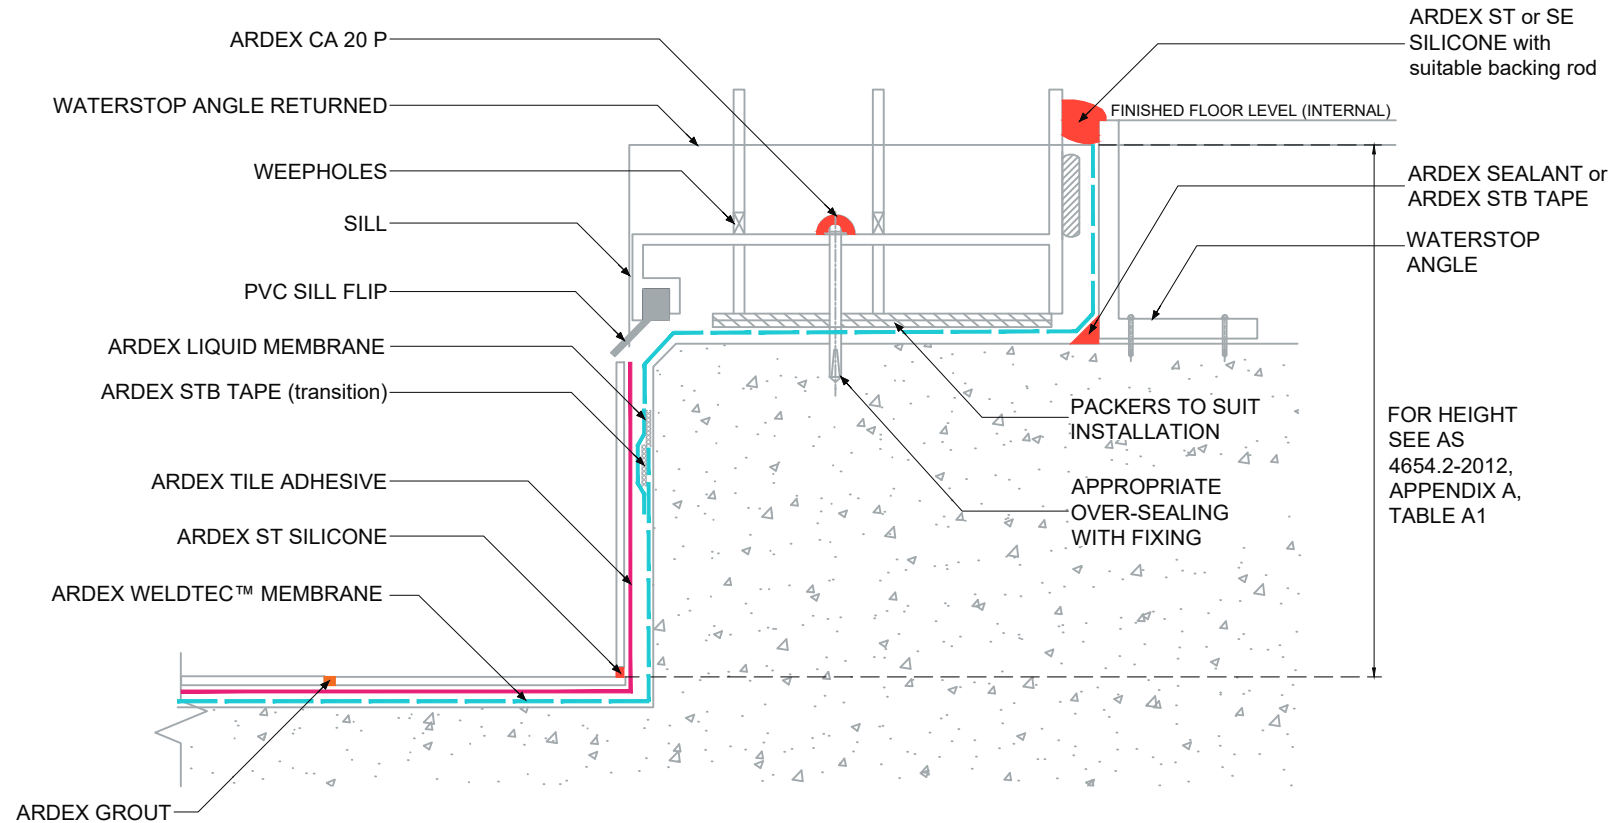 ARDEX CA 20 P
WATERSTOP ANGLE RETURNED
WEEPHOLES
SILL
PVC SILL FLIP
ARDEX LIQUID MEMBRANE
ARDEX STB TAPE (transition)
ARDEX TILE ADHESIVE
ARDEX ST SILICONE
ARDEX WELDTEC™ MEMBRANE
ARDEX GROUT
ARDEX ST or SE
SILICONE with
suitable backing rod
FINISHED FLOOR LEVEL (INTERNAL)
ARDEX SEALANT or
ARDEX STB TAPE
WATERSTOP
ANGLE
PACKERS TO SUIT
INSTALLATION
APPROPRIATE
OVER-SEALING
WITH FIXING
FOR HEIGHT
SEE AS
4654.2-2012,
APPENDIX A,
TABLE A1